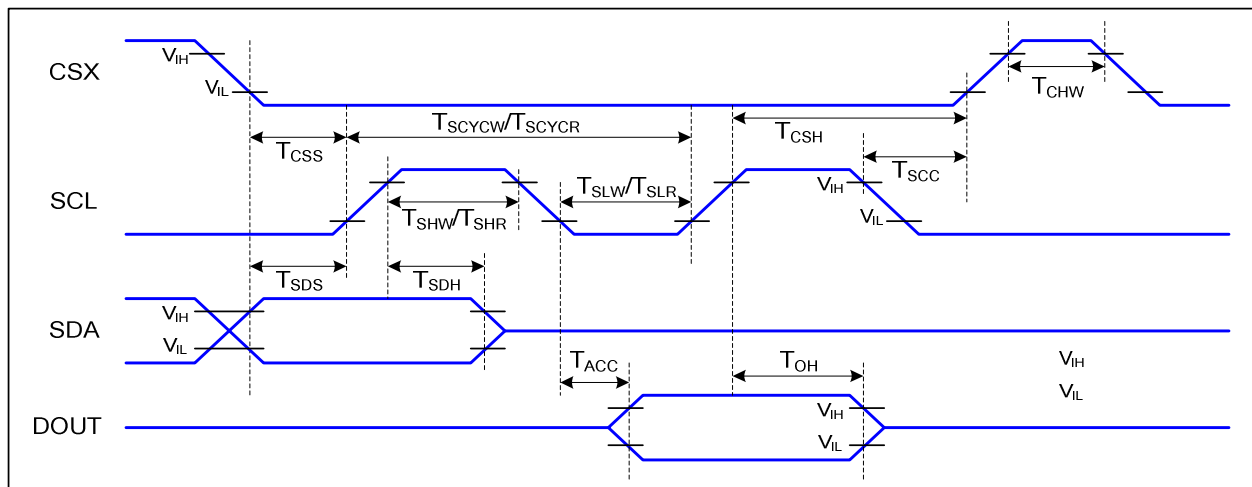 CSX
VIH
VIL
TCHW
TSCYCW/TSCYCR
TCSH
TCSS
TSCC
SCL
TSLW/TSLR
VIH
TSHW/TSHR
VIL
TSDS
TSDH
SDA
VIH
VIL
TACC
TOH
VIH
VIL
DOUT
VIH
VIL